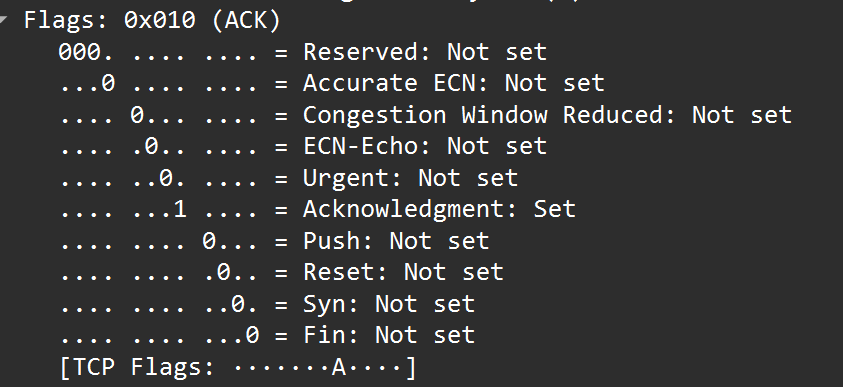 Flags: 0x010 (ACK)
000. .... .... = Reserved: Not set
...0 .... .... = Accurate ECN: Not set
.... 0... .... = Congestion Window Reduced: Not set
.... .0.. .... = ECN-Echo: Not set
.... ..0. .... = Urgent: Not set
.... ...1 .... = Acknowledgment: Set
.... .... 0... = Push: Not set
.... .... .0.. = Reset: Not set
.... .... ..0. = Syn: Not set
.... .... ...0 = Fin: Not set
[TCP Flags: ·······A····]